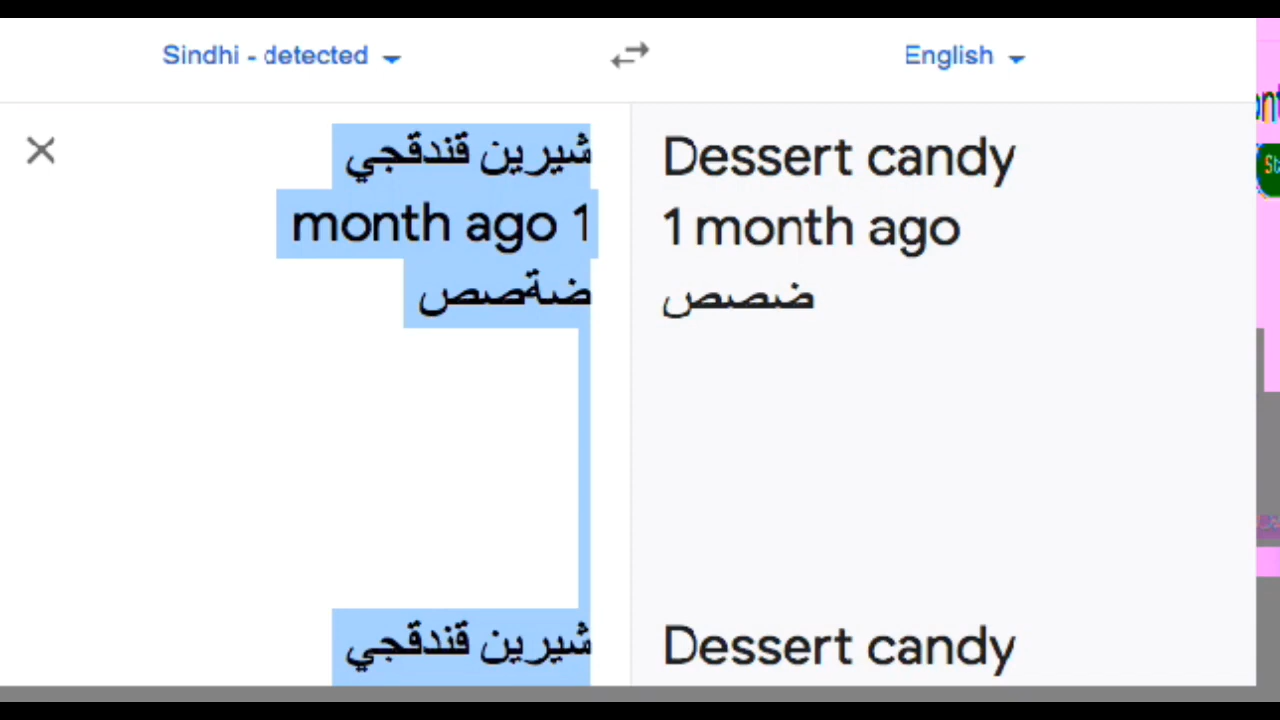 Sindhi - detected
English
شيرين قندقجي
month ago 1
ضةصص
شيرين قندقجي
Dessert candy
1 month ago
ضصص
Dessert candy